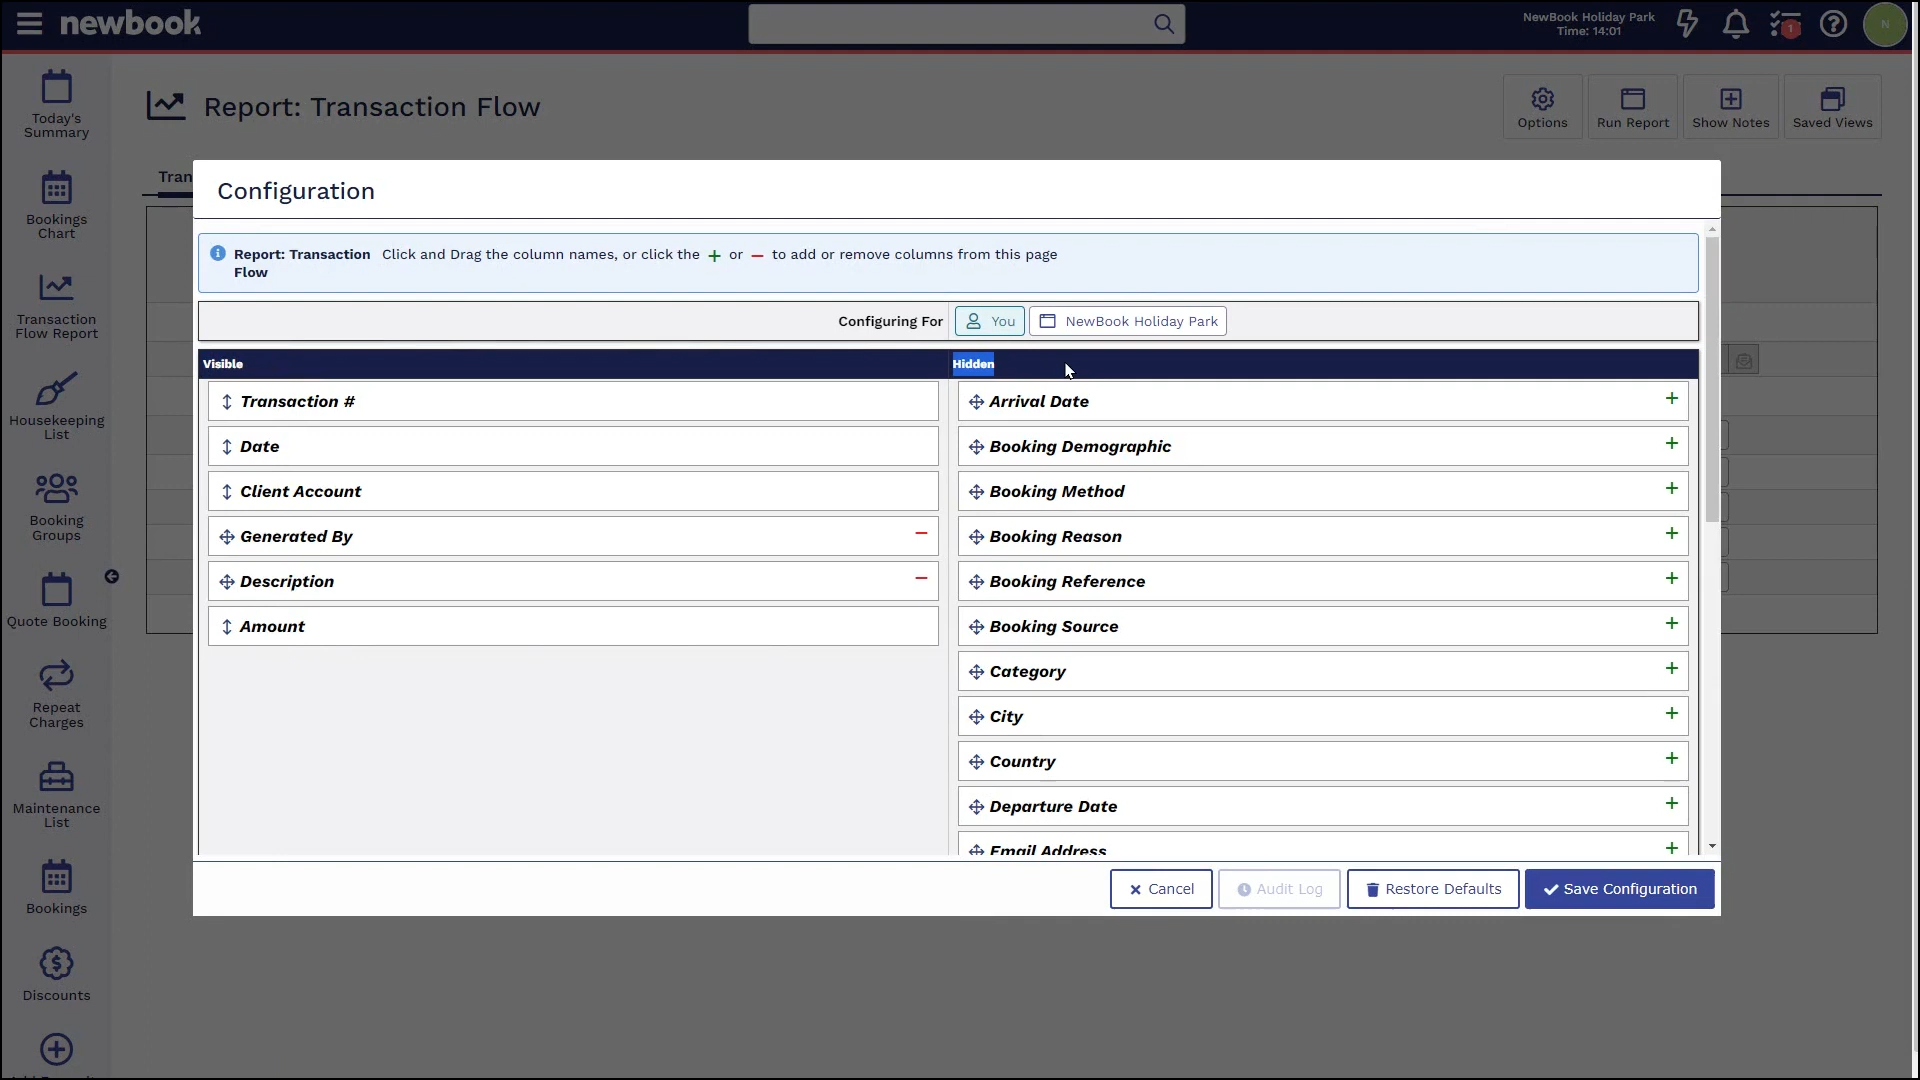 newbook
NewBook Holiday Park
Time: 14:01
1
N
Today's
Summary
Bookings
Chart
Transaction
Flow Report
Housekeeping
List
Booking
Groups
Quote Booking
Repeat
Charges
Maintenance
List
Bookings
Discounts
Report: Transaction Flow
Options
Run Report
Show Notes
Saved Views
Tran
Configuration
Report: Transaction Click and Drag the column names, or click the + or − to add or remove columns from this page
Flow
Configuring For You NewBook Holiday Park
Visible
Transaction #
Date
Client Account
Generated By
Description
Amount
Hidden
Arrival Date
Booking Demographic
Booking Method
Booking Reason
Booking Reference
Booking Source
Category
City
Country
Departure Date
Email Address
Cancel
Audit Log
Restore Defaults
Save Configuration